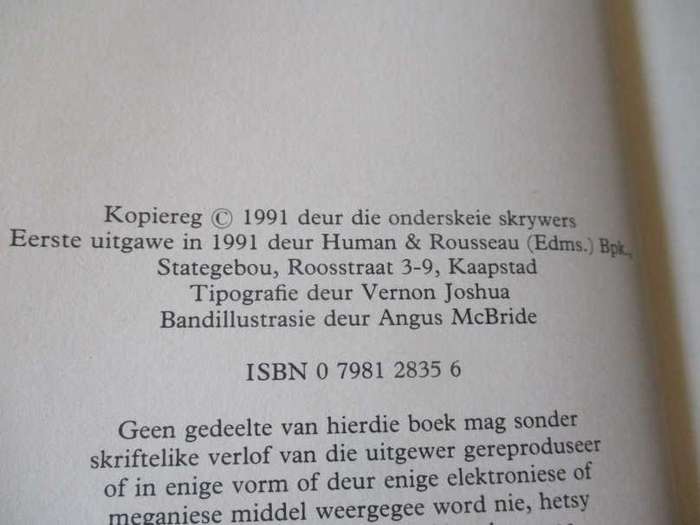 Kopiereg © 1991 deur die onderskeie skrywers
Eerste uitgawe in 1991 deur Human & Rousseau (Edms.) Bpk.,
Stategebou, Roosstraat 3-9, Kaapstad
Tipografie deur Vernon Joshua
Bandillustrasie deur Angus McBride
ISBN 0 7981 2835 6
Geen gedeelte van hierdie boek mag sonder
skriftelike verlof van die uitgewer gereproduseer
of in enige vorm of deur enige elektroniese of
meganiese middel weergegee word nie, hetsy